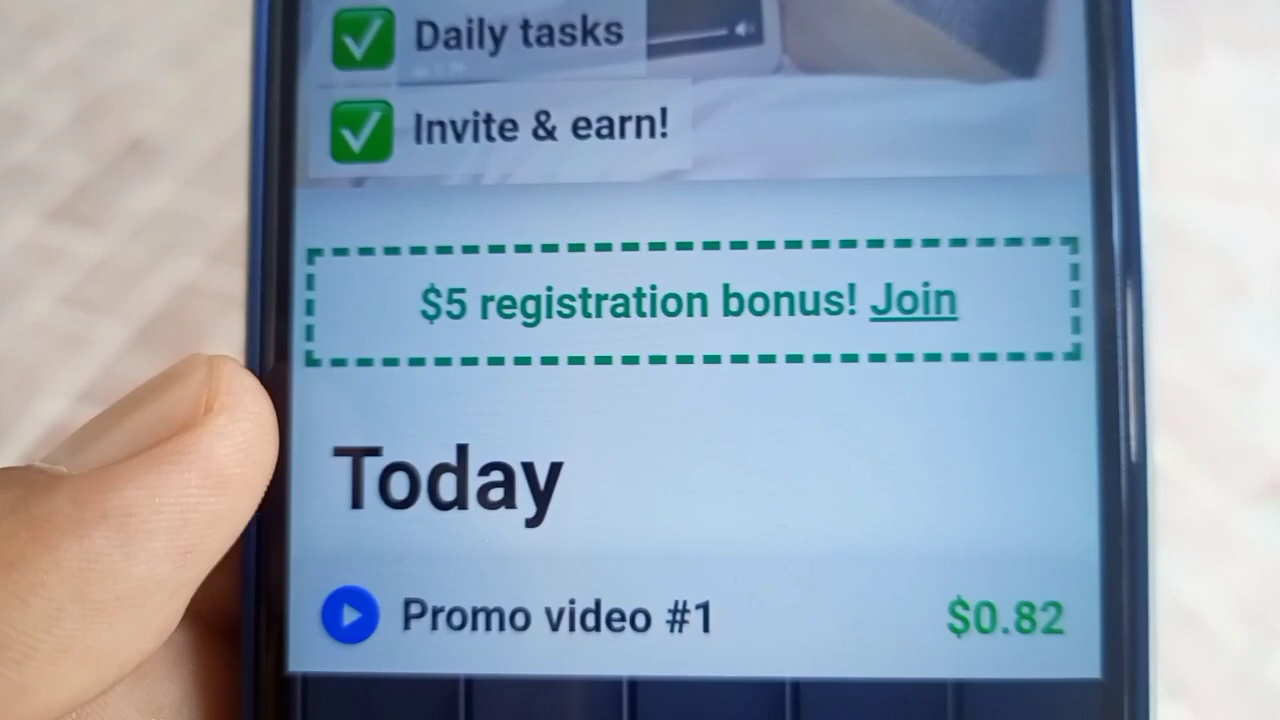 Daily tasks
Invite & earn!
$5 registration bonus! Join
Today
Promo video #1 $0.82